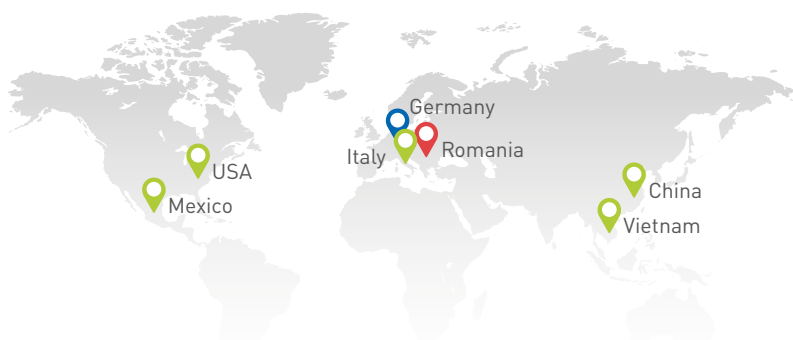 Germany
Italy
Romania
USA
Mexico
China
Vietnam